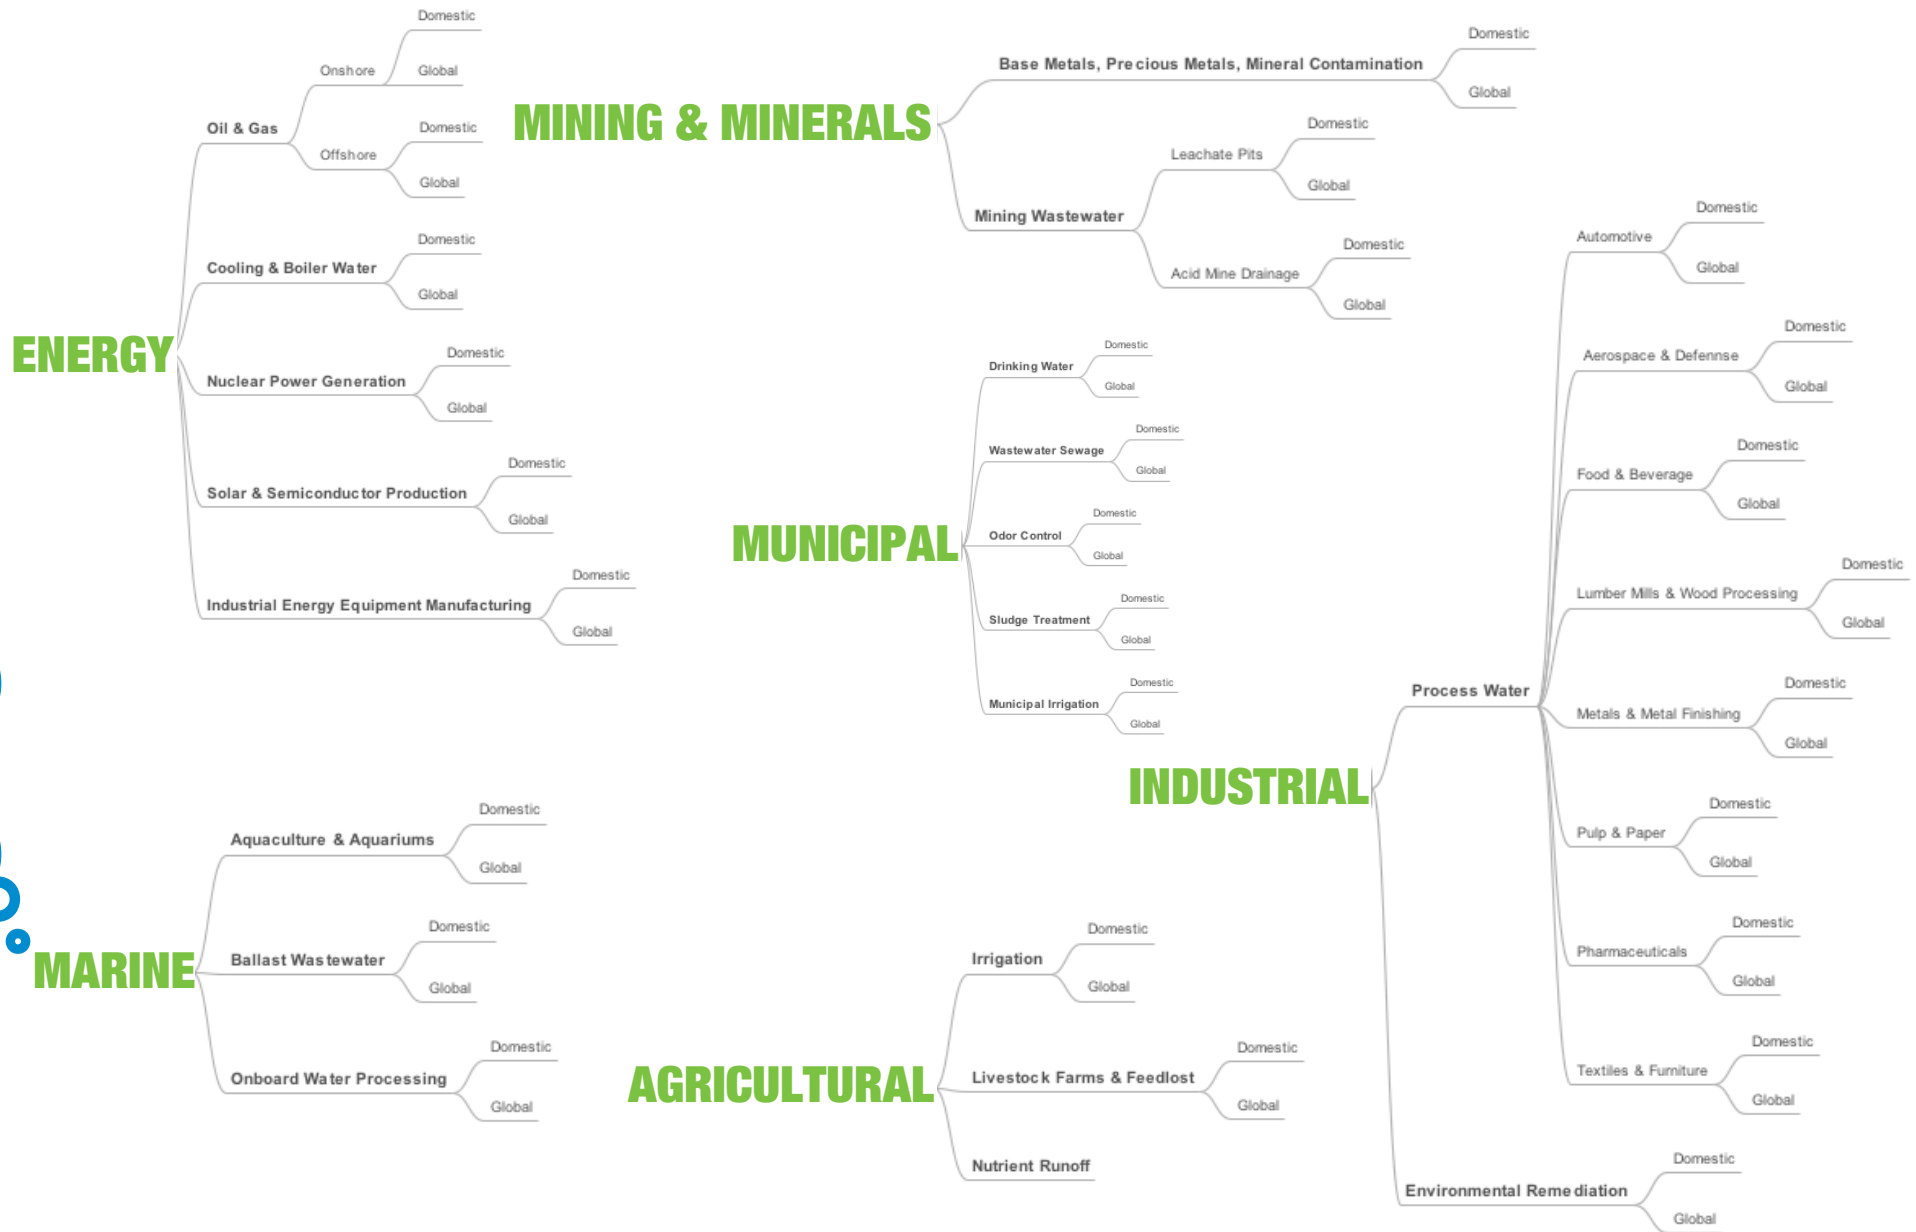 ENERGY
Oil & Gas
Onshore
Domestic
Global
Offshore
Domestic
Global
Cooling & Boiler Water
Domestic
Global
Nuclear Power Generation
Domestic
Global
Solar & Semiconductor Production
Domestic
Global
Industrial Energy Equipment Manufacturing
Domestic
Global
MINING & MINERALS
Base Metals, Precious Metals, Mineral Contamination
Domestic
Global
Mining Wastewater
Leachate Pits
Domestic
Global
Acid Mine Drainage
Domestic
Global
MUNICIPAL
Drinking Water
Domestic
Global
Wastewater Sewage
Domestic
Global
Odor Control
Domestic
Global
Sludge Treatment
Domestic
Global
Municipal Irrigation
Domestic
Global
INDUSTRIAL
Process Water
Automotive
Domestic
Global
Aerospace & Defennse
Domestic
Global
Food & Beverage
Domestic
Global
Lumber Mills & Wood Processing
Domestic
Global
Metals & Metal Finishing
Domestic
Global
Pulp & Paper
Domestic
Global
Pharmaceuticals
Domestic
Global
Textiles & Furniture
Domestic
Global
Environmental Remediation
Domestic
Global
MARINE
Aquaculture & Aquariums
Domestic
Global
Ballast Wastewater
Domestic
Global
Onboard Water Processing
Domestic
Global
AGRICULTURAL
Irrigation
Domestic
Global
Livestock Farms & Feedlost
Domestic
Global
Nutrient Runoff